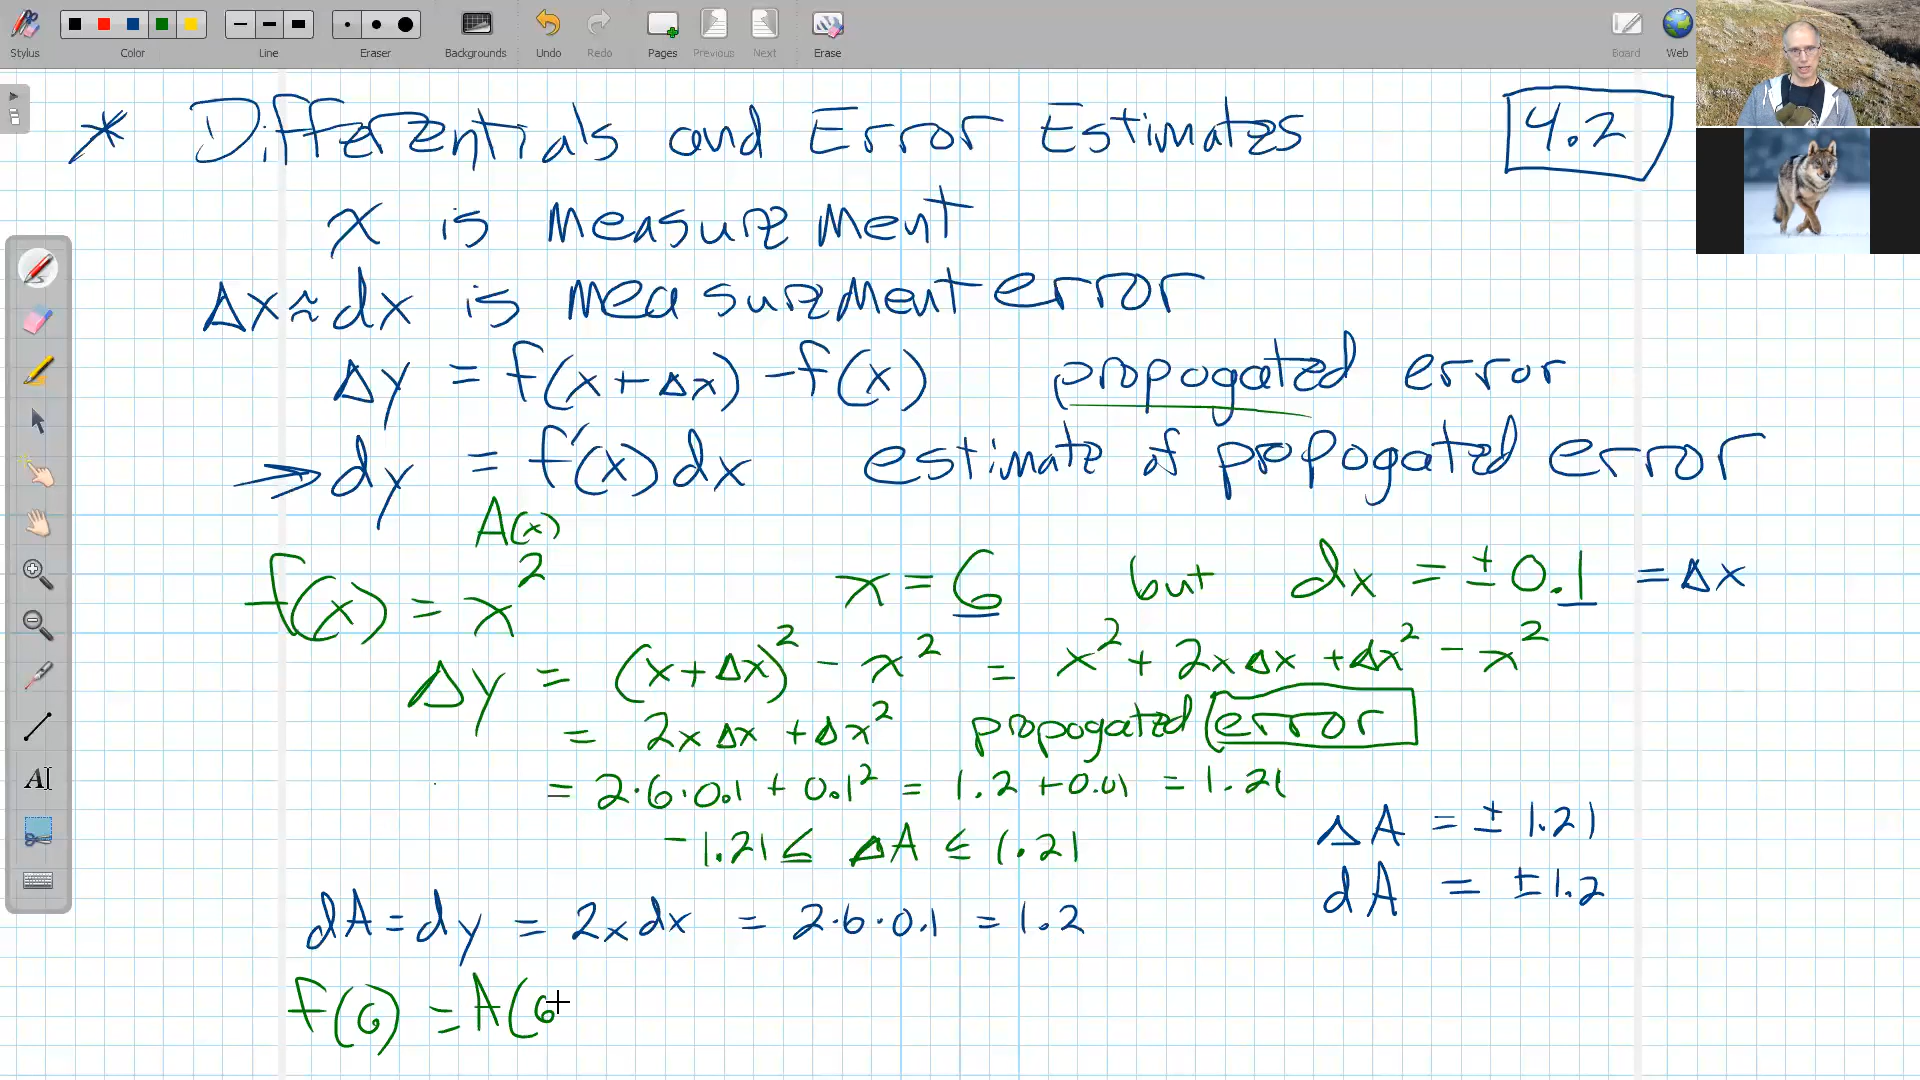 Stylus Color Line Eraser Backgrounds Undo Redo Pages Previous Next Erase Board Web
* Differentials and Error Estimates 4.2
x is measurement
Δx ≈ dx is measurement error
Δy = f(x+Δx) - f(x) propogated error
→ dy = f'(x) dx estimate of propogated error
A(x)
f(x) = x² x = 6 but dx = ± 0.1 = Δx
Δy = (x+Δx)² - x² = x² + 2xΔx + Δx² - x²
= 2xΔx + Δx² propogated error
= 2·6·0.1 + 0.1² = 1.2 + 0.01 = 1.21
-1.21 ≤ ΔA ≤ 1.21
ΔA = ± 1.21
dA = ± 1.2
dA = dy = 2x dx = 2·6·0.1 = 1.2
f(6) = A(6